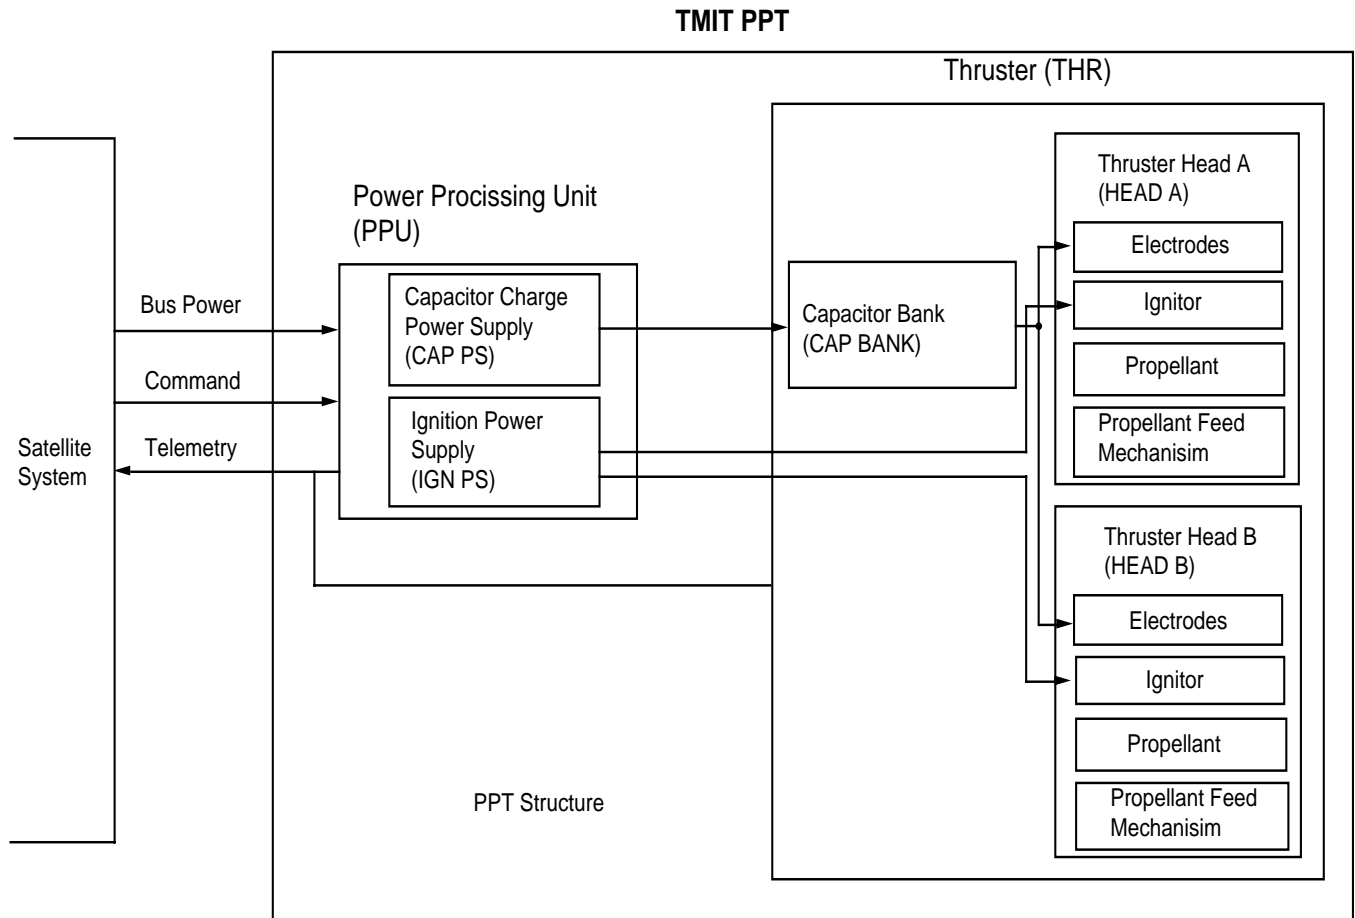 TMIT PPT
Thruster (THR)
Thruster Head A
(HEAD A)
Power Procissing Unit
(PPU)
Electrodes
Capacitor Charge
Power Supply
(CAP PS)
Bus Power
Capacitor Bank
(CAP BANK)
Ignitor
Propellant
Command
Ignition Power
Supply
(IGN PS)
Propellant Feed
Mechanisim
Satellite
System
Telemetry
Thruster Head B
(HEAD B)
Electrodes
Ignitor
Propellant
Propellant Feed
Mechanisim
PPT Structure